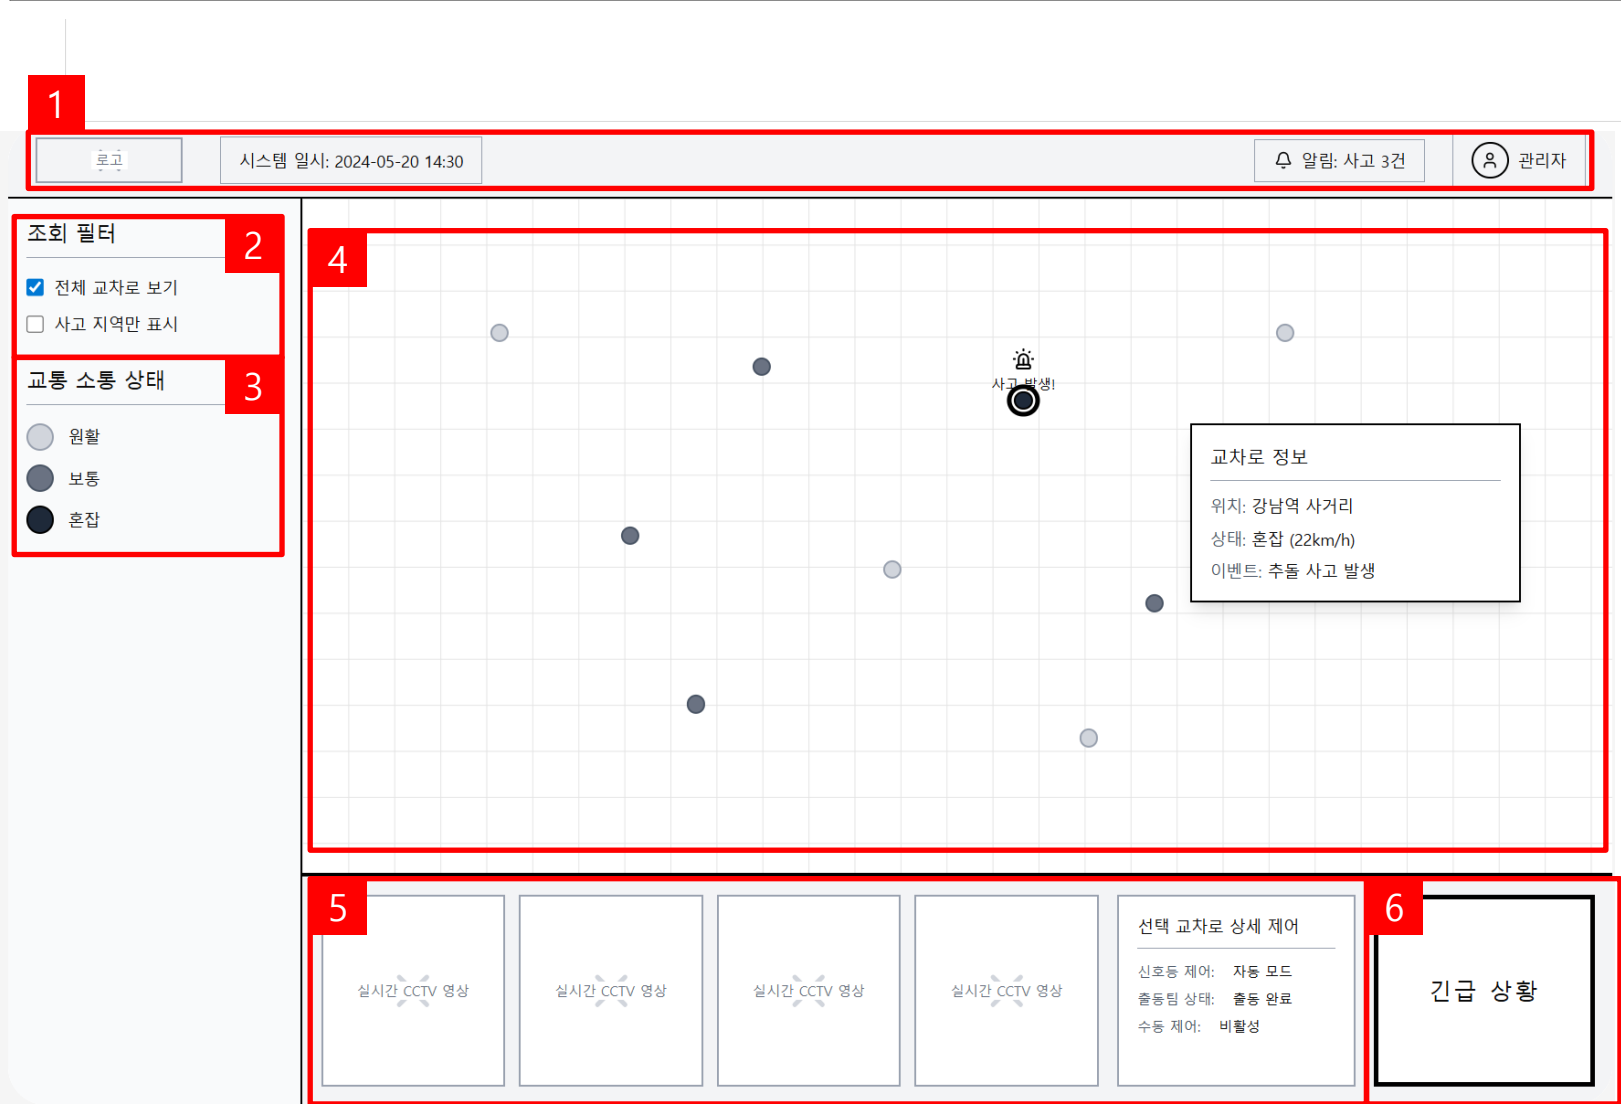 1
로고
시스템 일시: 2024-05-20 14:30
알림: 사고 3건
관리자
2
조회 필터
전체 교차로 보기
사고 지역만 표시
3
교통 소통 상태
원활
보통
혼잡
4
사고 발생!
교차로 정보
위치: 강남역 사거리
상태: 혼잡 (22km/h)
이벤트: 추돌 사고 발생
5
실시간 CCTV 영상
실시간 CCTV 영상
실시간 CCTV 영상
실시간 CCTV 영상
선택 교차로 상세 제어
신호등 제어: 자동 모드
출동팀 상태: 출동 완료
수동 제어: 비활성
6
긴급 상황